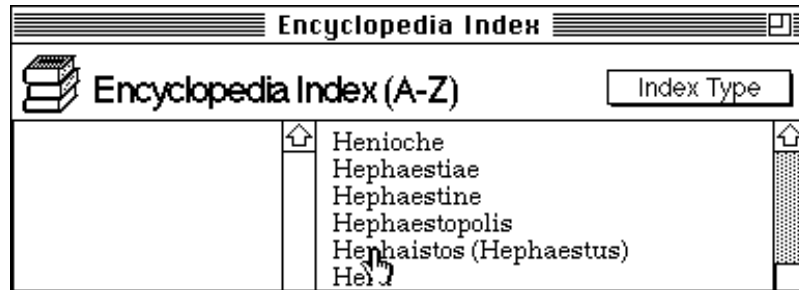 Encyclopedia Index
Encyclopedia Index (A-Z)
Index Type
Henioche
Hephaestiae
Hephaestine
Hephaestopolis
Hephaistos (Hephaestus)